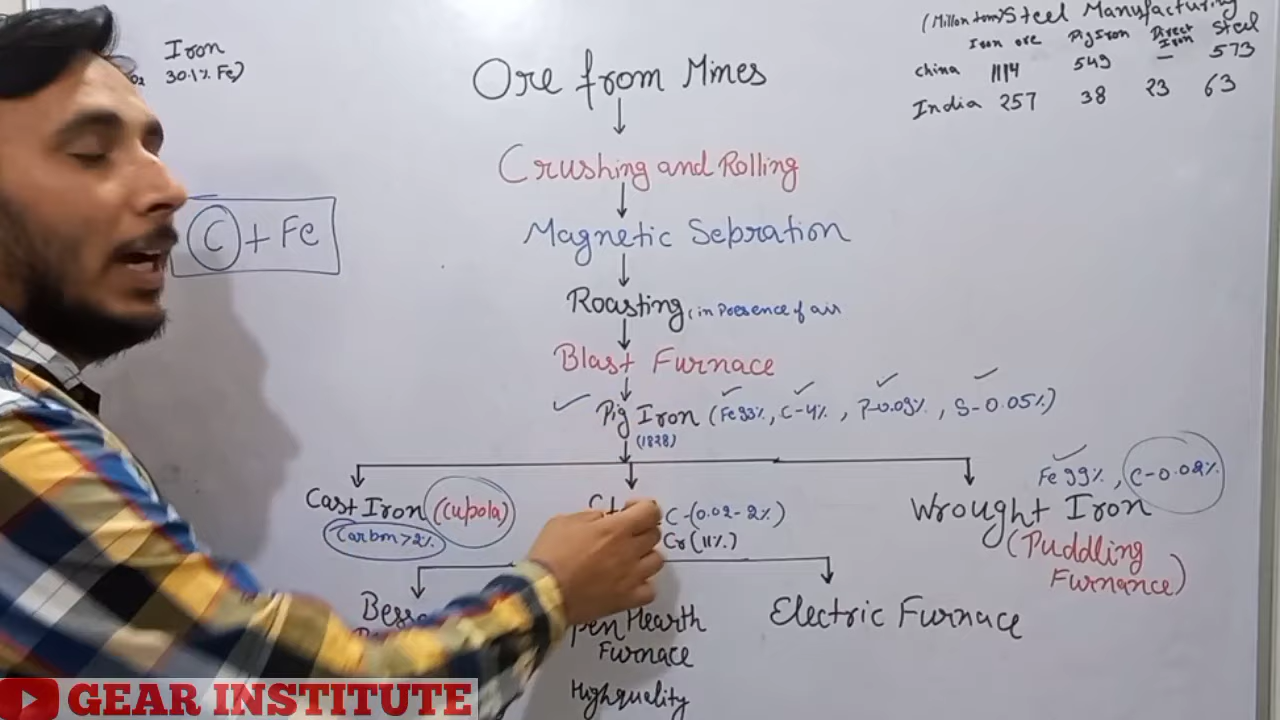 Iron
30.1% Fe)
(Millon tom) Steel Manufacturing
Iron ore Pig Iron Direct Iron Steel
China 1114 549 — 573
India 257 38 23 63
Ore from Mines
Crushing and Rolling
Magnetic Sebration
C + Fe
Roasting (in Presence of air
Blast Furnace
Pig Iron (Fe 93%, C-4%, P-0.09%, S-0.05%)
(1828)
Fe 99%, C-0.02%
Cast Iron (Cupola) C-(0.02-2%) Wrought Iron
Carbon >2% Cr (11%) (Puddling
Furnance)
Hearth Electric Furnace
Furnace
High quality
GEAR INSTITUTE